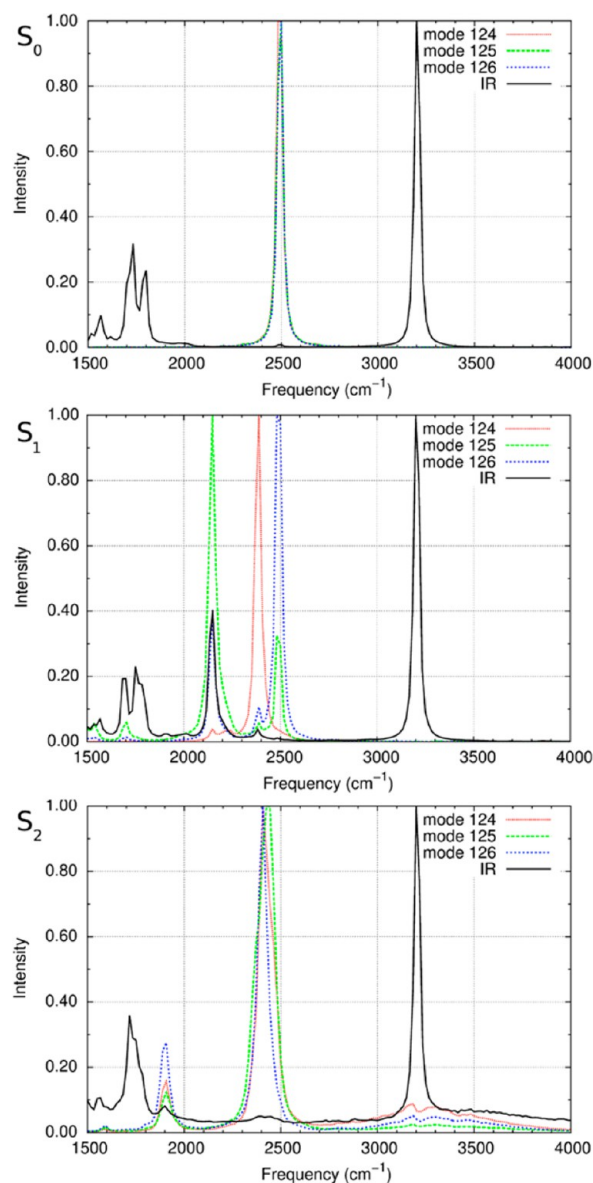 S0
1.00
0.80
0.60
0.40
0.20
0.00
Intensity
mode 124
mode 125
mode 126
IR
1500 2000 2500 3000 3500 4000
Frequency (cm⁻¹)
S1
1.00
0.80
0.60
0.40
0.20
0.00
Intensity
mode 124
mode 125
mode 126
IR
1500 2000 2500 3000 3500 4000
Frequency (cm⁻¹)
S2
1.00
0.80
0.60
0.40
0.20
0.00
Intensity
mode 124
mode 125
mode 126
IR
1500 2000 2500 3000 3500 4000
Frequency (cm⁻¹)